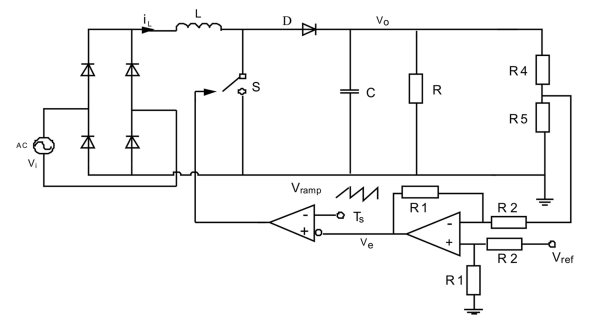 i_L
L
D
V_o
R4
S
C
R
R5
AC
V_i
V_ramp
R1
T_s
-
+
V_e
-
R2
+
R2
V_ref
R1